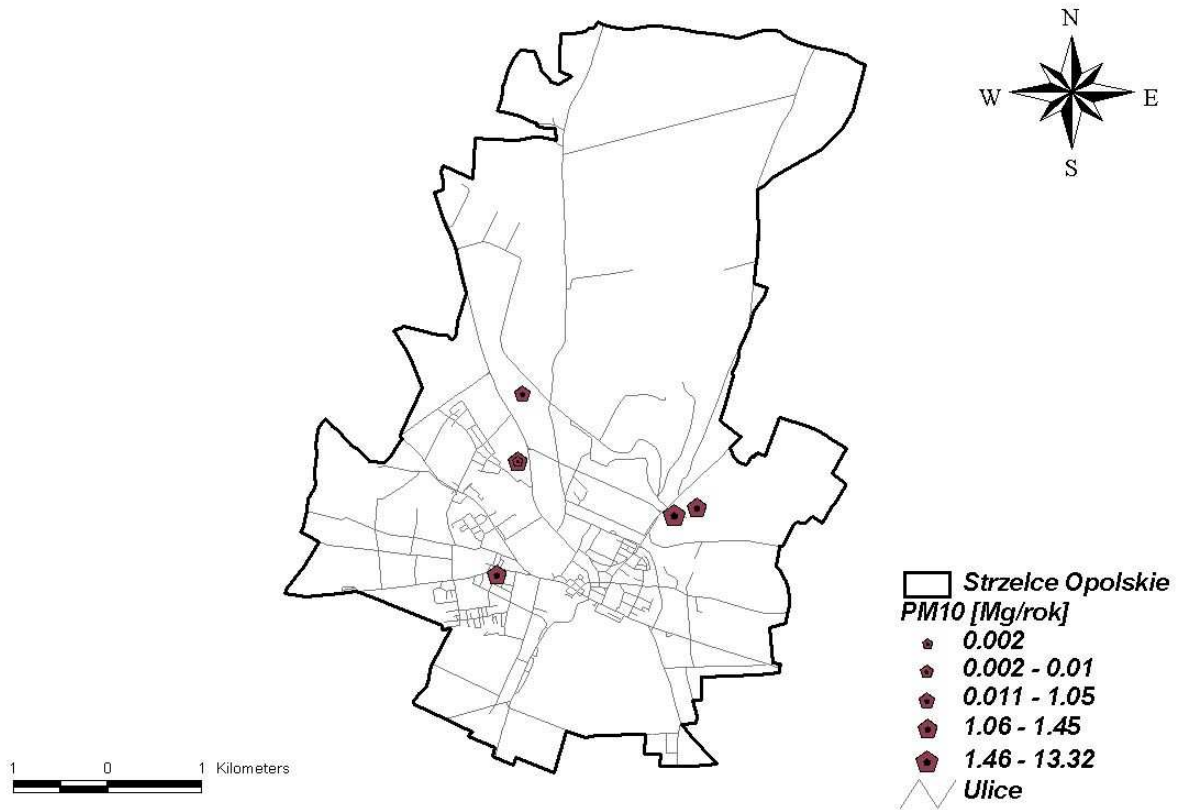 N
W E
S
Strzelce Opolskie
PM10 [Mg/rok]
0.002
0.002 - 0.01
0.011 - 1.05
1.06 - 1.45
1.46 - 13.32
Ulice
1 0 1 Kilometers